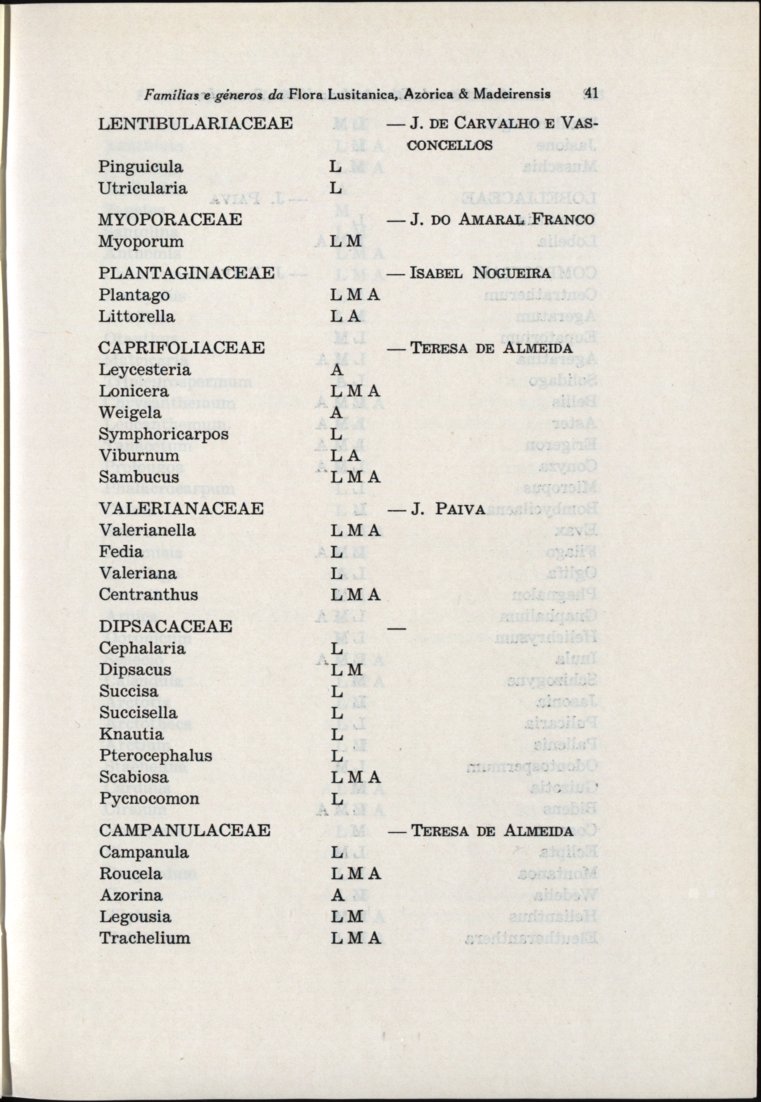 Famílias e géneros da Flora Lusitanica, Azorica & Madeirensis 41
LENTIBULARIACEAE — J. DE CARVALHO E VAS-
CONCELLOS
Pinguicula L
Utricularia L
MYOPORACEAE — J. DO AMARAL FRANCO
Myoporum L M
PLANTAGINACEAE — ISABEL NOGUEIRA
Plantago L M A
Littorella L A
CAPRIFOLIACEAE — TERESA DE ALMEIDA
Leycesteria A
Lonicera L M A
Weigela A
Symphoricarpos L
Viburnum L A
Sambucus L M A
VALERIANACEAE — J. PAIVA
Valerianella L M A
Fedia L
Valeriana L
Centranthus L M A
DIPSACACEAE —
Cephalaria L
Dipsacus L M
Succisa L
Succisella L
Knautia L
Pterocephalus L
Scabiosa L M A
Pycnocomon L
CAMPANULACEAE — TERESA DE ALMEIDA
Campanula L
Roucela L M A
Azorina A
Legousia L M
Trachelium L M A